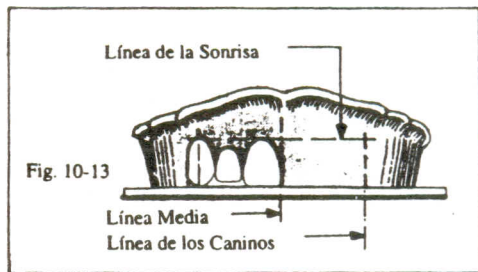 Línea de la Sonrisa
Fig. 10-13
Línea Media
Línea de los Caninos